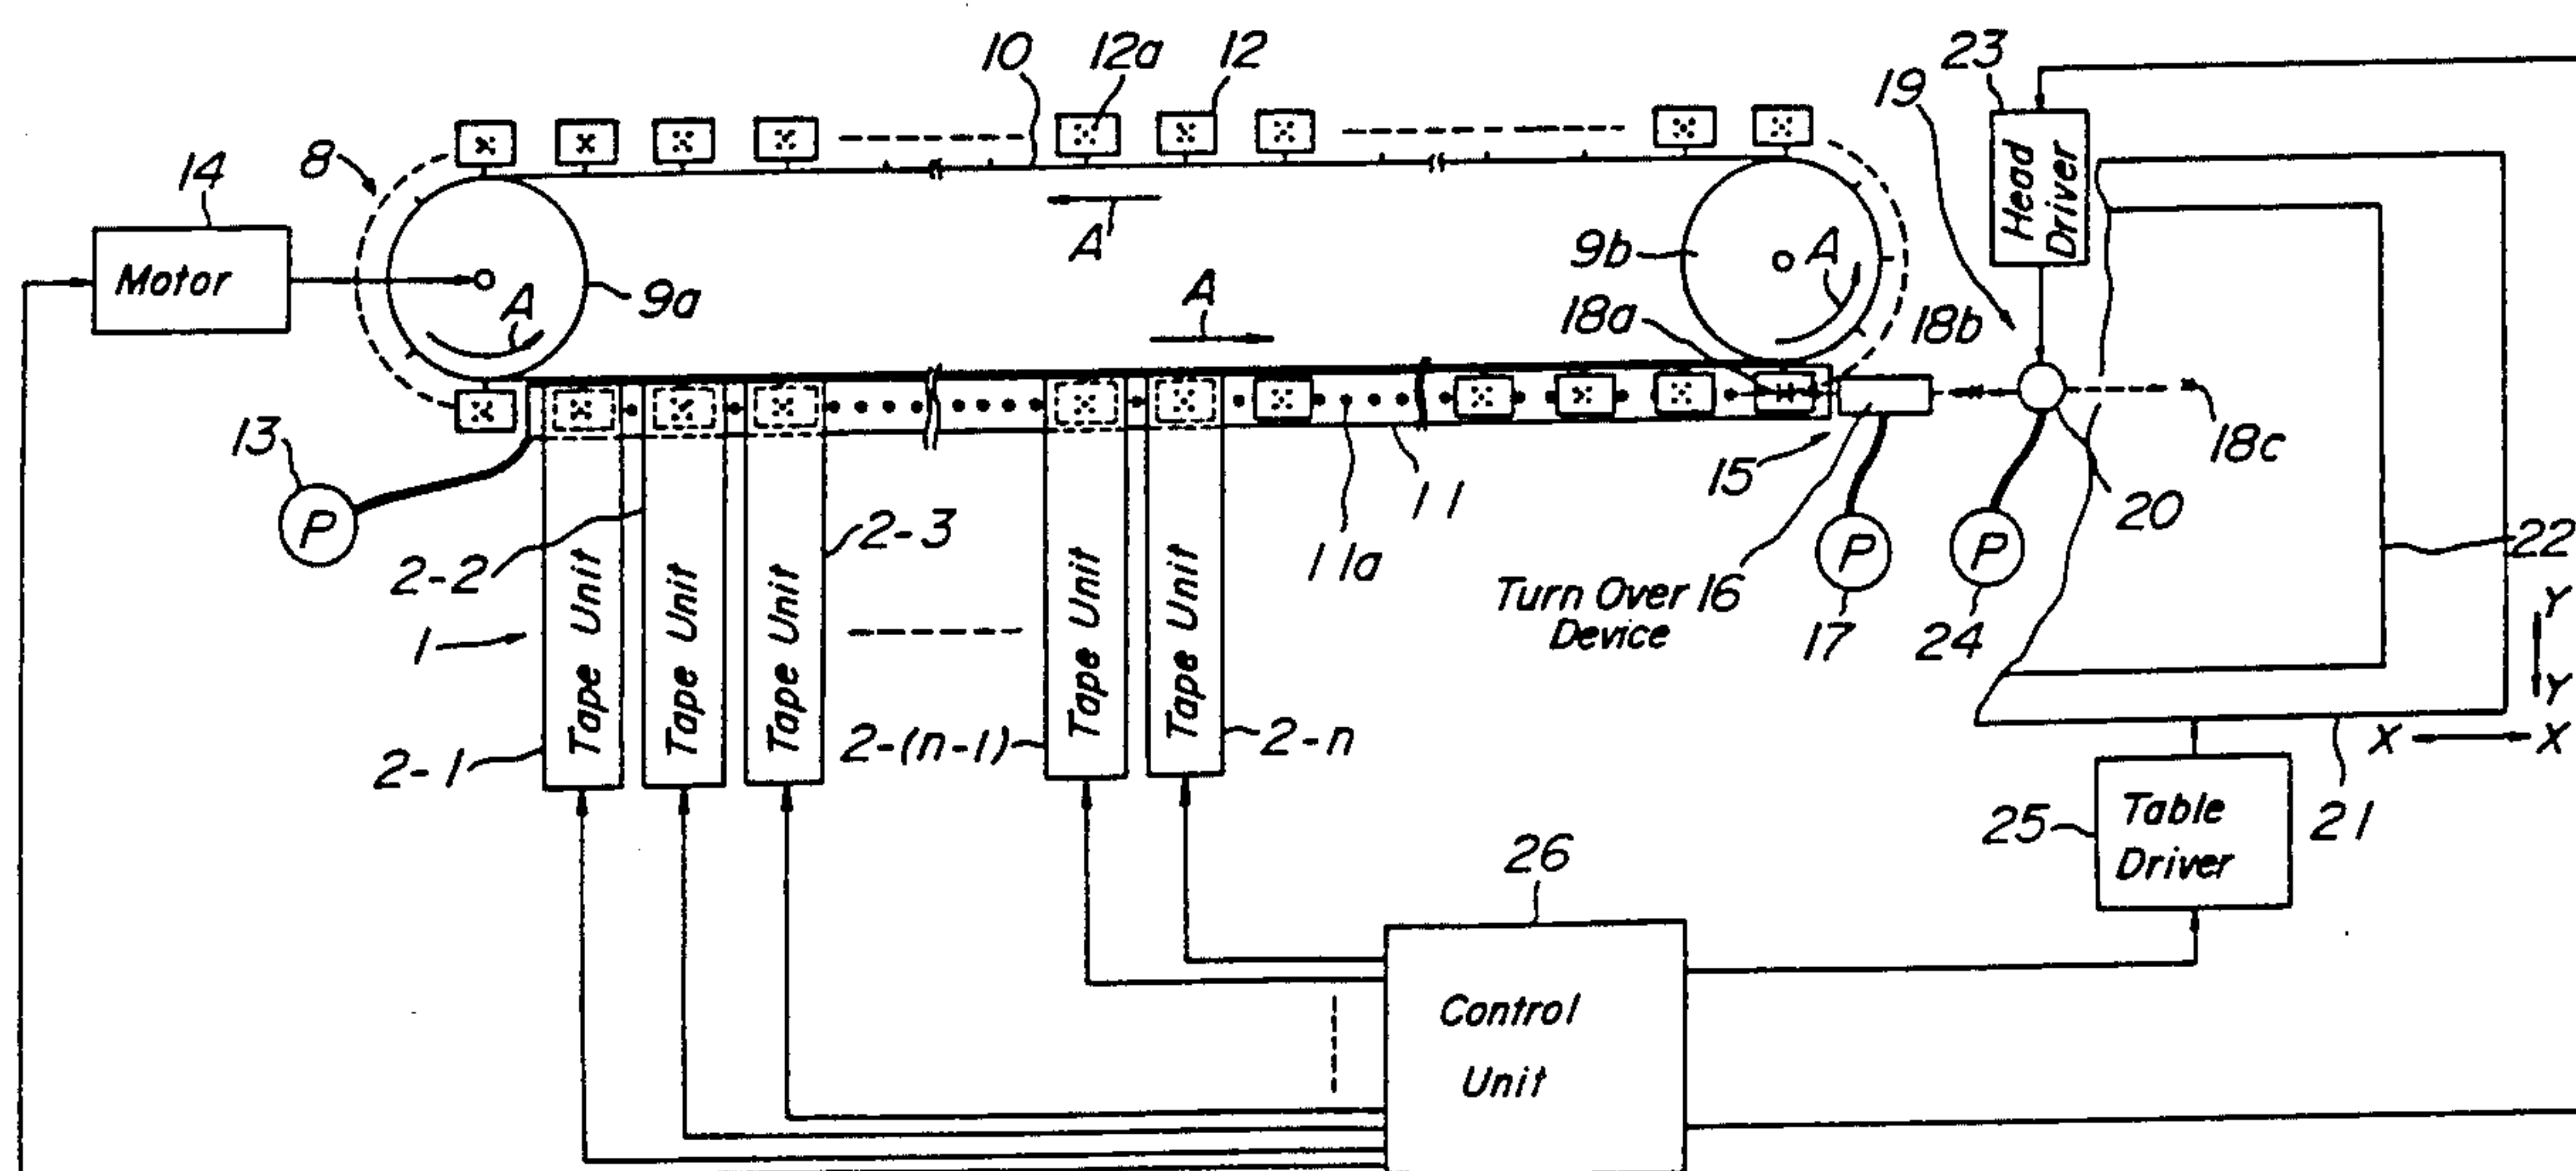 10
12a
12
23
19
8
14
Head
Driver
A
Motor
A
9a
A
9b
A
18a
18b
18c
13
P
2-2
2-3
11a
11
15
20
22
P
P
1
Turn Over 16
Device
17
24
Y
Y
X
X
Tape Unit
Tape Unit
Tape Unit
Tape Unit
Tape Unit
2-1
2-(n-1)
2-n
25
Table
Driver
21
26
Control
Unit